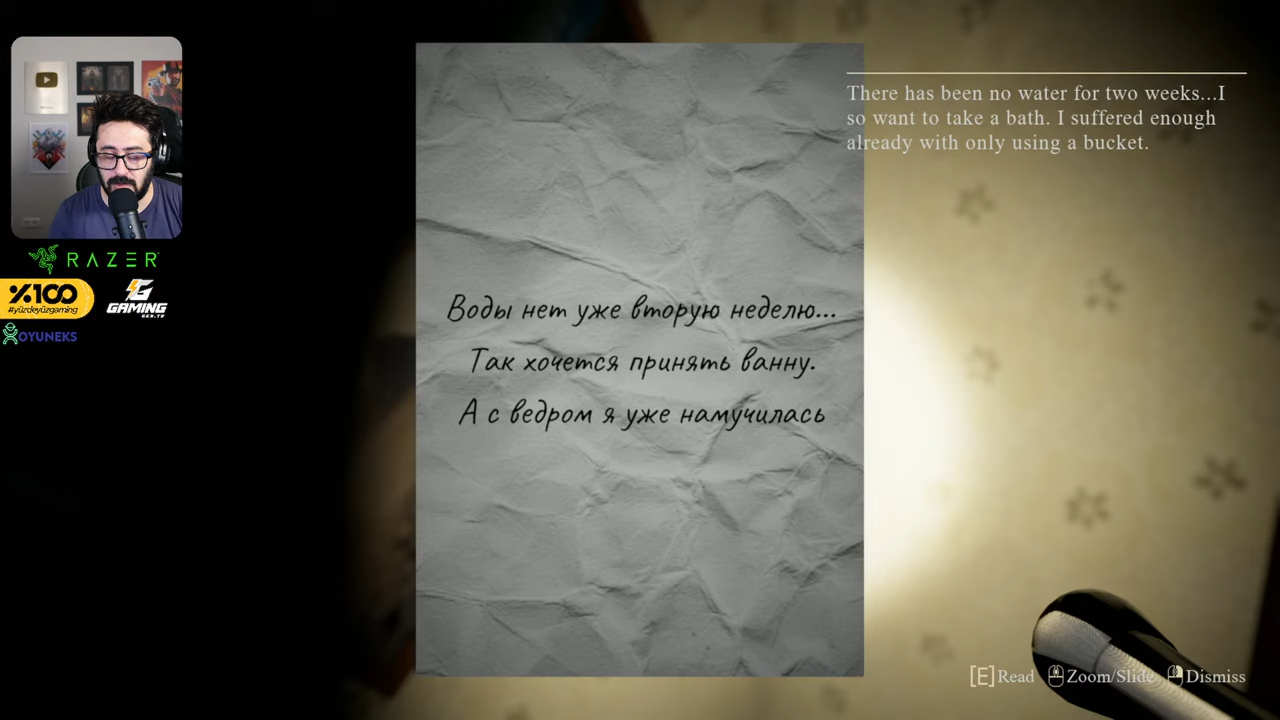 There has been no water for two weeks...I
so want to take a bath. I suffered enough
already with only using a bucket.
RAZER
%100
#yüzdeyüzgaming
GAMING
GEN.TR
OYUNEKS
Воды нет уже вторую неделю...
Так хочется принять ванну.
А с ведром я уже намучилась
[E]Read
Zoom/Slide
Dismiss